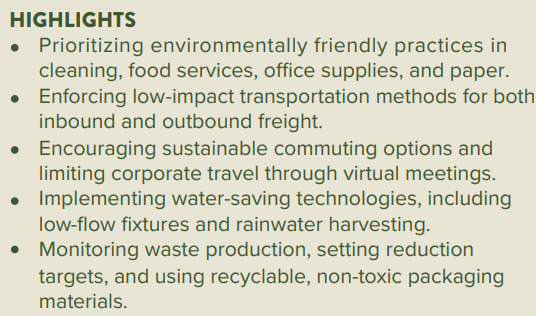 HIGHLIGHTS
• Prioritizing environmentally friendly practices in
cleaning, food services, office supplies, and paper.
• Enforcing low-impact transportation methods for both
inbound and outbound freight.
• Encouraging sustainable commuting options and
limiting corporate travel through virtual meetings.
• Implementing water-saving technologies, including
low-flow fixtures and rainwater harvesting.
• Monitoring waste production, setting reduction
targets, and using recyclable, non-toxic packaging
materials.